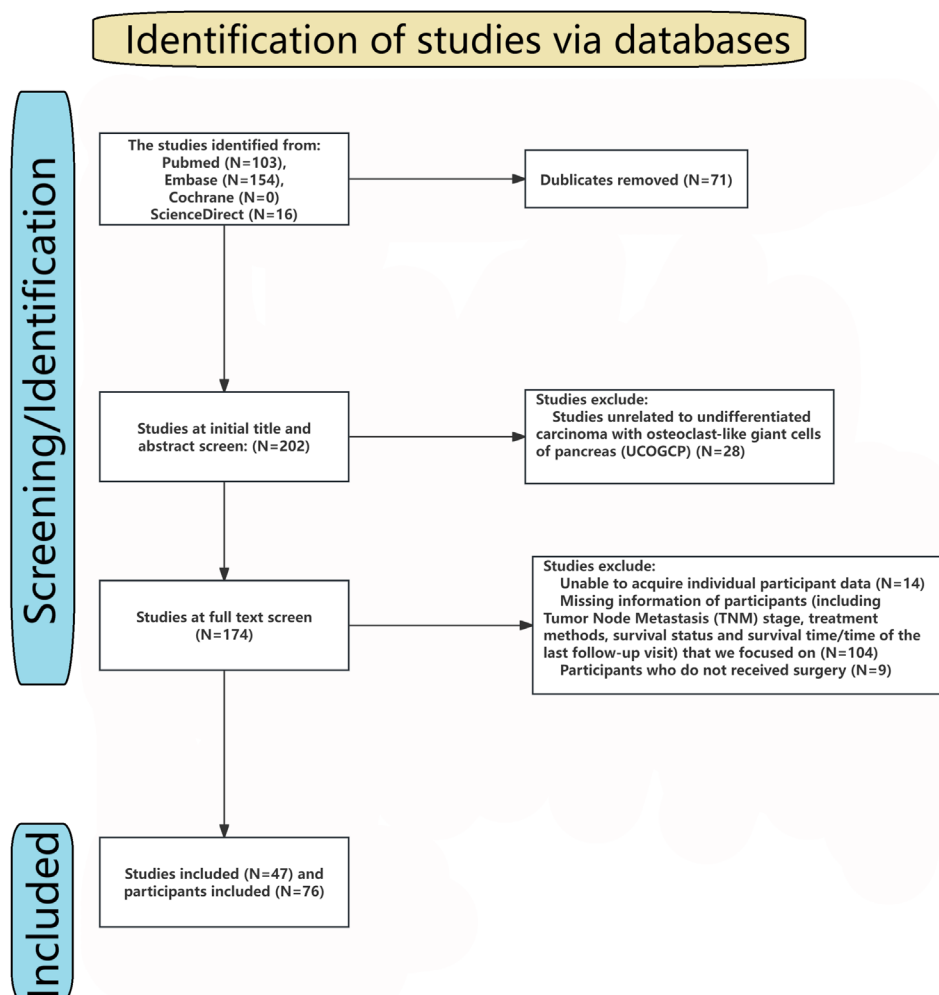 Identification of studies via databases
Screening/Identification
The studies identified from:
Pubmed (N=103),
Embase (N=154),
Cochrane (N=0)
ScienceDirect (N=16)
Dublicates removed (N=71)
Studies at initial title and
abstract screen: (N=202)
Studies exclude:
Studies unrelated to undifferentiated
carcinoma with osteoclast-like giant cells
of pancreas (UCOGCP) (N=28)
Studies at full text screen
(N=174)
Studies exclude:
Unable to acquire individual participant data (N=14)
Missing information of participants (including
Tumor Node Metastasis (TNM) stage, treatment
methods, survival status and survival time/time of the
last follow-up visit) that we focused on (N=104)
Participants who do not received surgery (N=9)
Included
Studies included (N=47) and
participants included (N=76)